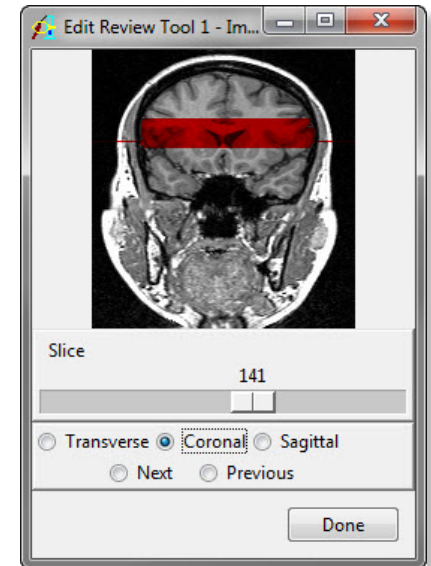 Edit Review Tool 1 - Im...
Slice
141
Transverse Coronal Sagittal
Next Previous
Done